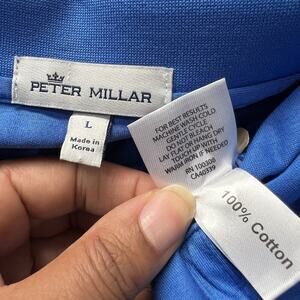 PETER MILLAR
L
Made in
Korea
FOR BEST RESULTS
MACHINE WASH COLD
GENTLE CYCLE
DO NOT BLEACH
LAY FLAT OR HANG DRY
TOUCH UP WITH
WARM IRON IF NEEDED
RN 100308
CA40339
100% Cotton